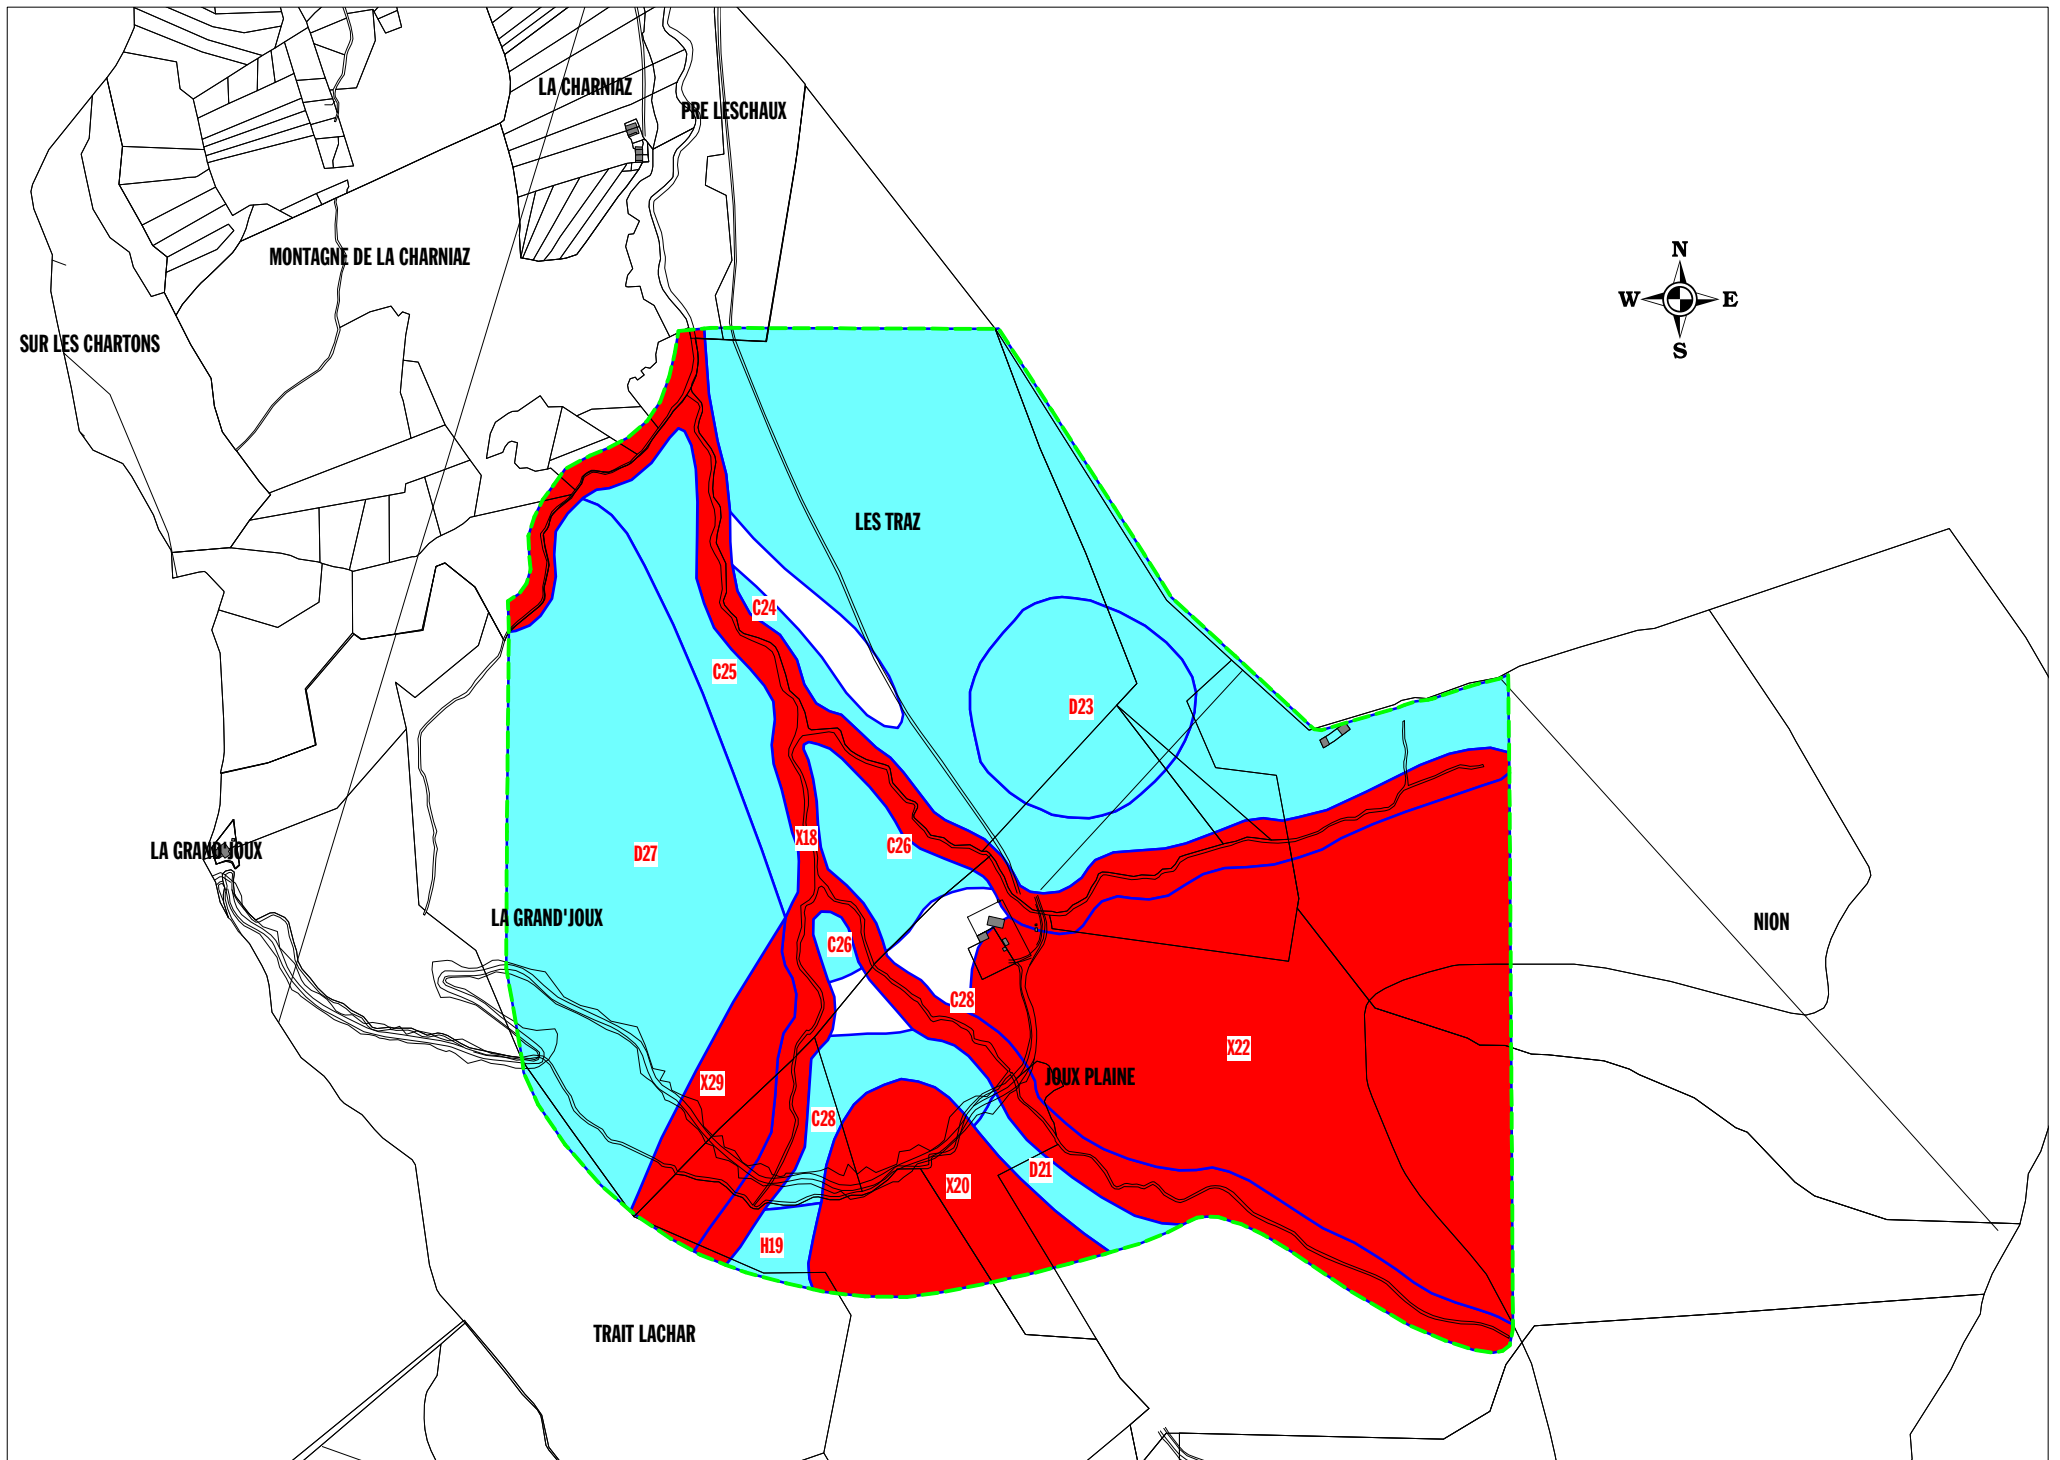 LA CHARNIAZ
PRE LESCHAUX
N
MONTAGNE DE LA CHARNIAZ
W E
SUR LES CHARTONS
S
LES TRAZ
C24
C25
D23
X18
C26
D27
LA GRAND'JOUX
LA GRAND'JOUX
NION
C26
C28
X22
JOUX PLAINE
X29
C28
D21
X20
H19
TRAIT LACHAR